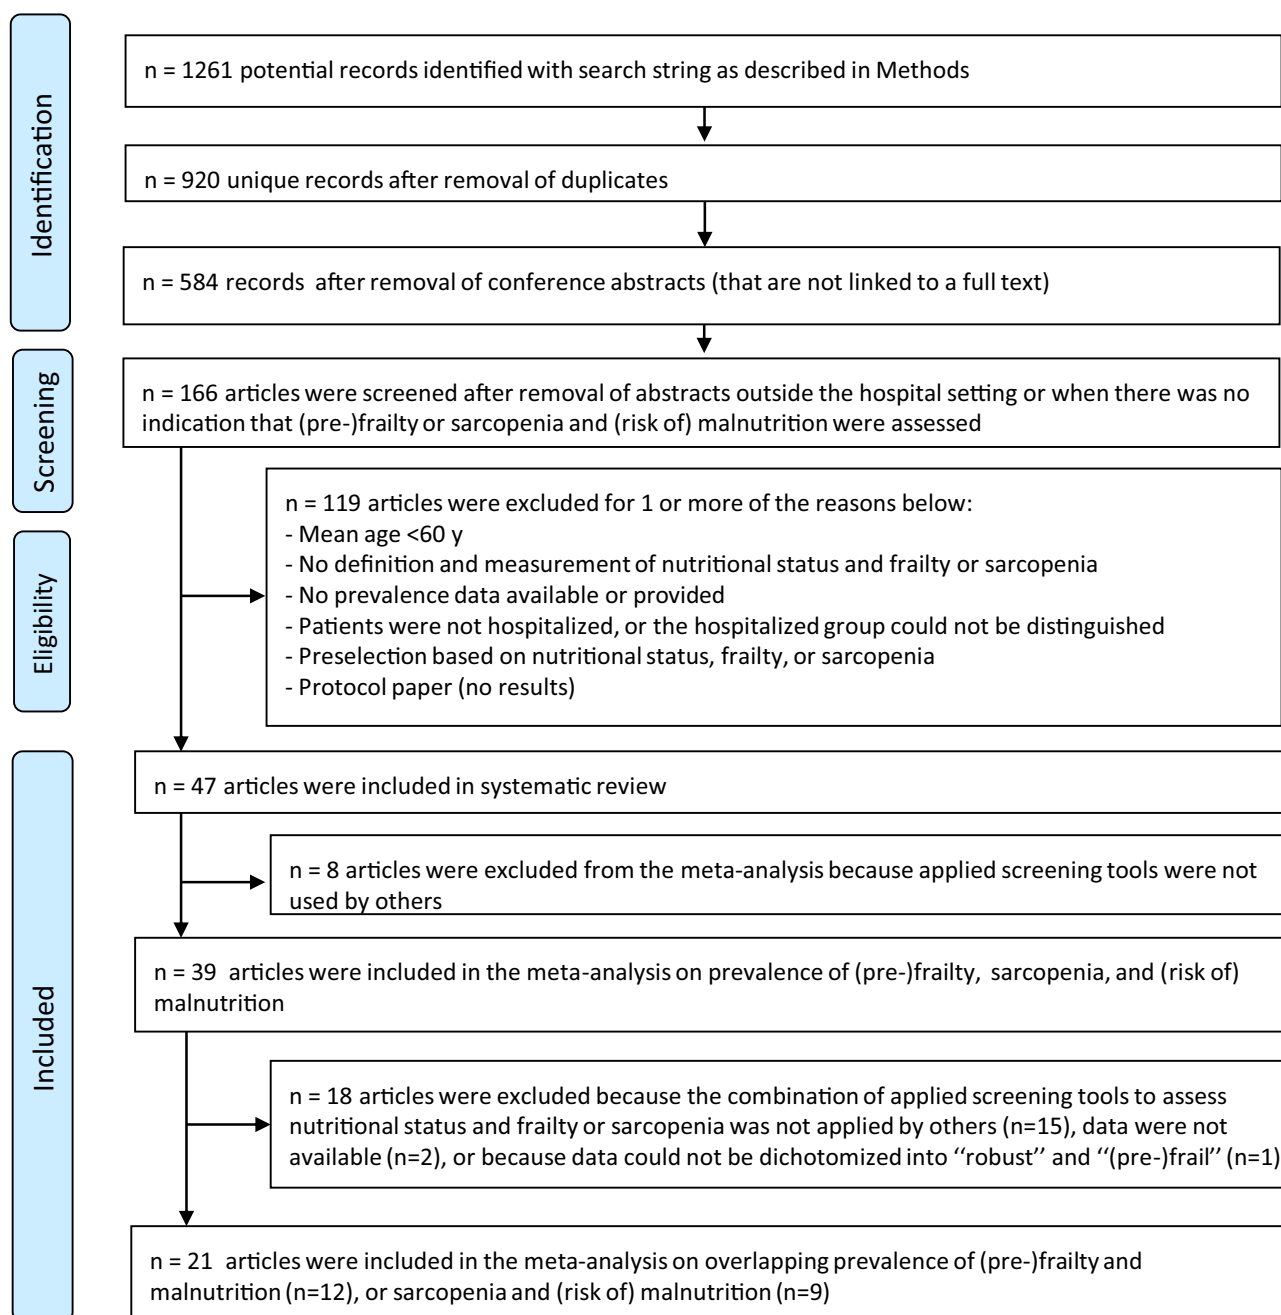 Identification
n = 1261 potential records identified with search string as described in Methods
n = 920 unique records after removal of duplicates
n = 584 records after removal of conference abstracts (that are not linked to a full text)
Screening
n = 166 articles were screened after removal of abstracts outside the hospital setting or when there was no
indication that (pre-)frailty or sarcopenia and (risk of) malnutrition were assessed
Eligibility
n = 119 articles were excluded for 1 or more of the reasons below:
- Mean age <60 y
- No definition and measurement of nutritional status and frailty or sarcopenia
- No prevalence data available or provided
- Patients were not hospitalized, or the hospitalized group could not be distinguished
- Preselection based on nutritional status, frailty, or sarcopenia
- Protocol paper (no results)
Included
n = 47 articles were included in systematic review
n = 8 articles were excluded from the meta-analysis because applied screening tools were not
used by others
n = 39 articles were included in the meta-analysis on prevalence of (pre-)frailty, sarcopenia, and (risk of)
malnutrition
n = 18 articles were excluded because the combination of applied screening tools to assess
nutritional status and frailty or sarcopenia was not applied by others (n=15), data were not
available (n=2), or because data could not be dichotomized into ‘‘robust’’ and ‘‘(pre-)frail’’ (n=1)
n = 21 articles were included in the meta-analysis on overlapping prevalence of (pre-)frailty and
malnutrition (n=12), or sarcopenia and (risk of) malnutrition (n=9)